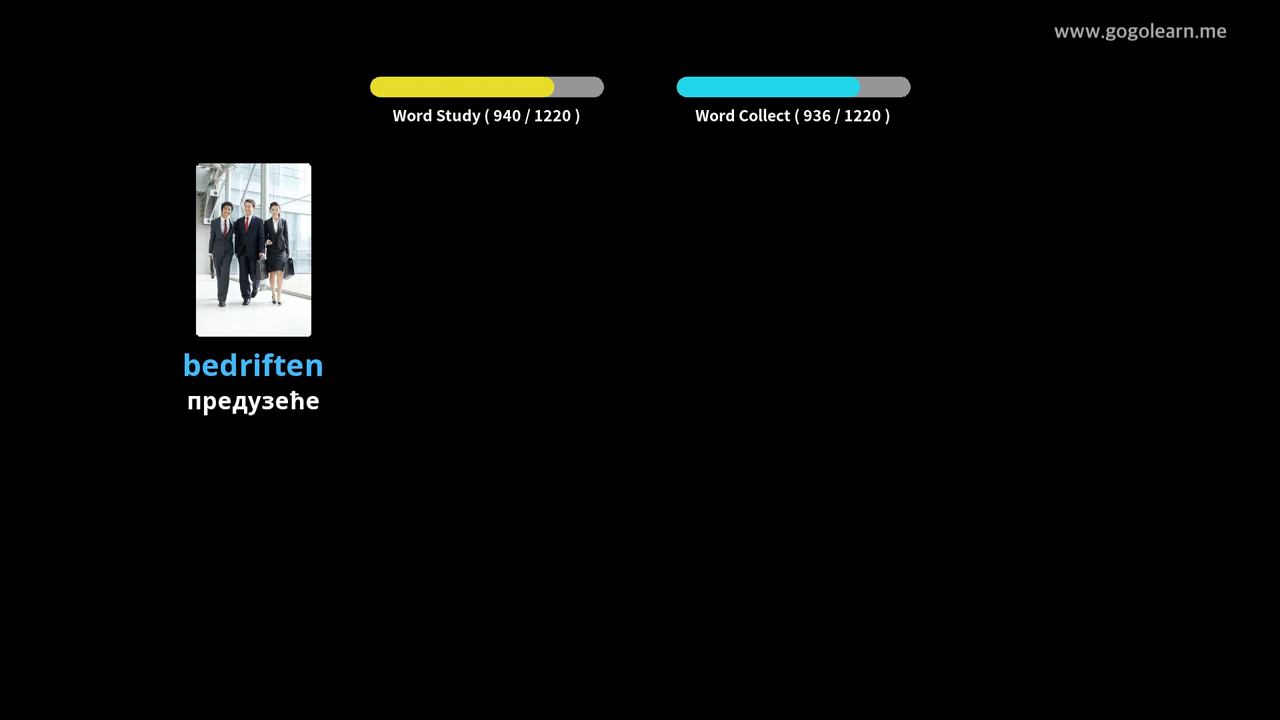 www.gogolearn.me
Word Study ( 940 / 1220 )
Word Collect ( 936 / 1220 )
bedriften
предузеће